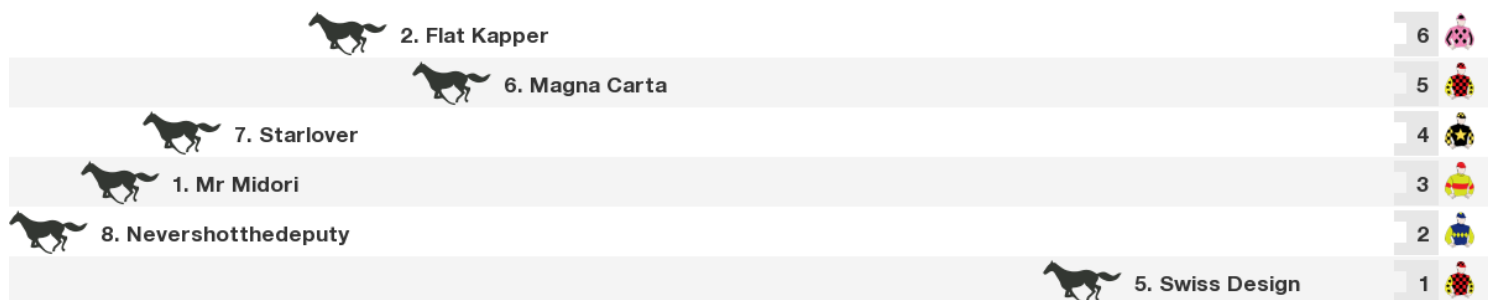 2. Flat Kapper 6
6. Magna Carta 5
7. Starlover 4
1. Mr Midori 3
8. Nevershotthedeputy 2
5. Swiss Design 1